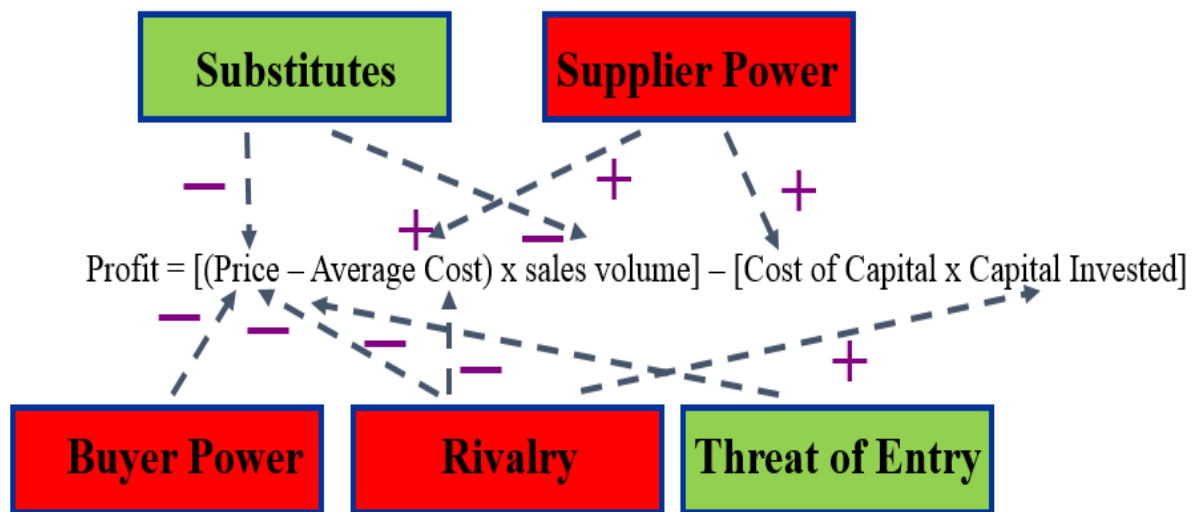 Substitutes
Supplier Power
−
+
+
+
−
Profit = [(Price – Average Cost) x sales volume] – [Cost of Capital x Capital Invested]
−
−
−
−
+
Buyer Power
Rivalry
Threat of Entry